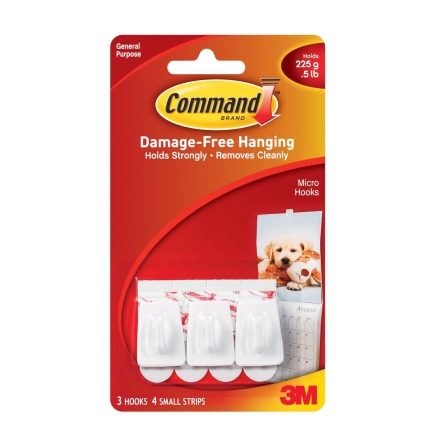 General
Purpose
Holds
225 g
.5 lb
Command™
BRAND
Damage-Free Hanging
Holds Strongly • Removes Cleanly
Micro
Hooks
3 HOOKS 4 SMALL STRIPS
3M